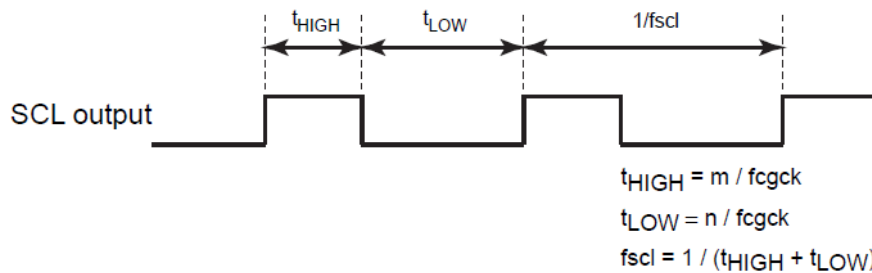 tHIGH tLOW 1/fscl
SCL output
tHIGH = m / fcgck
tLOW = n / fcgck
fscl = 1 / (tHIGH + tLOW)